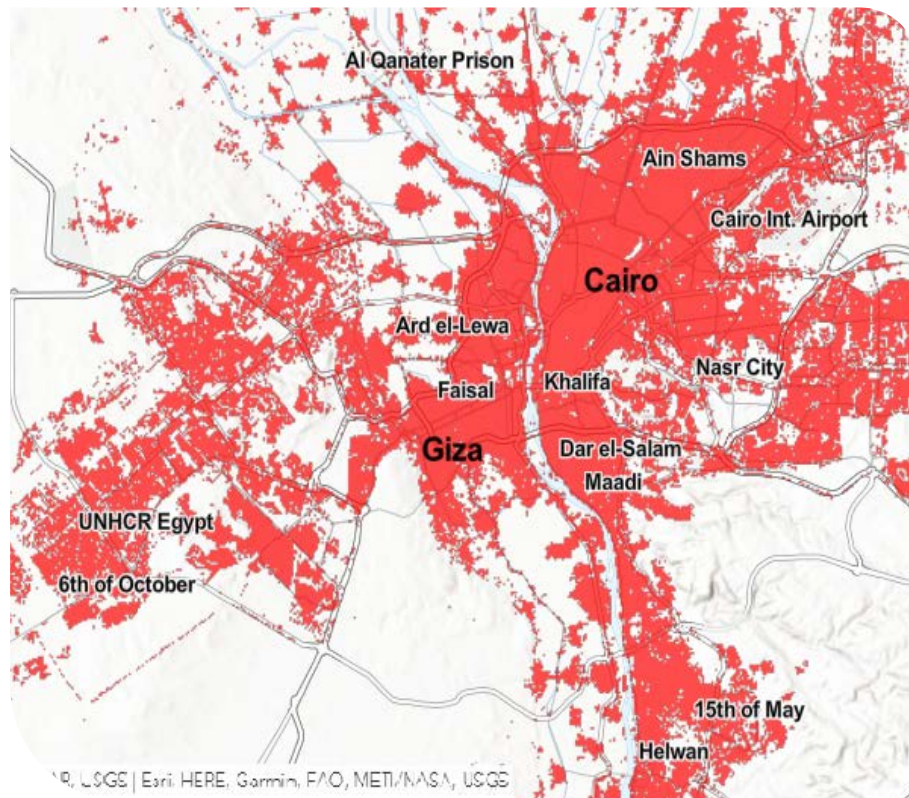 Al Qanater Prison
Ain Shams
Cairo Int. Airport
Cairo
Ard el-Lewa
Nasr City
Khalifa
Faisal
Giza
Dar el-Salam
Maadi
UNHCR Egypt
6th of October
15th of May
Helwan
USGS | Esri, HERE, Garmin, FAO, METI/NASA, USGS